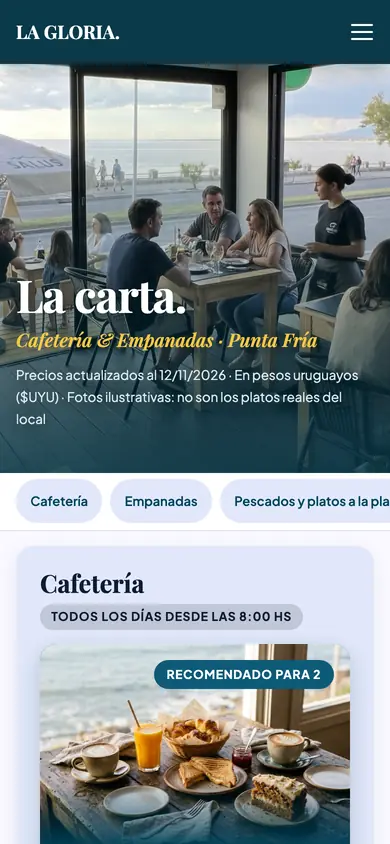 LA GLORIA.
La carta.
Cafetería & Empanadas · Punta Fría
Precios actualizados al 12/11/2026 · En pesos uruguayos
($UYU) · Fotos ilustrativas: no son los platos reales del
local
Cafetería
Empanadas
Pescados y platos a la pla
Cafetería
TODOS LOS DÍAS DESDE LAS 8:00 HS
RECOMENDADO PARA 2